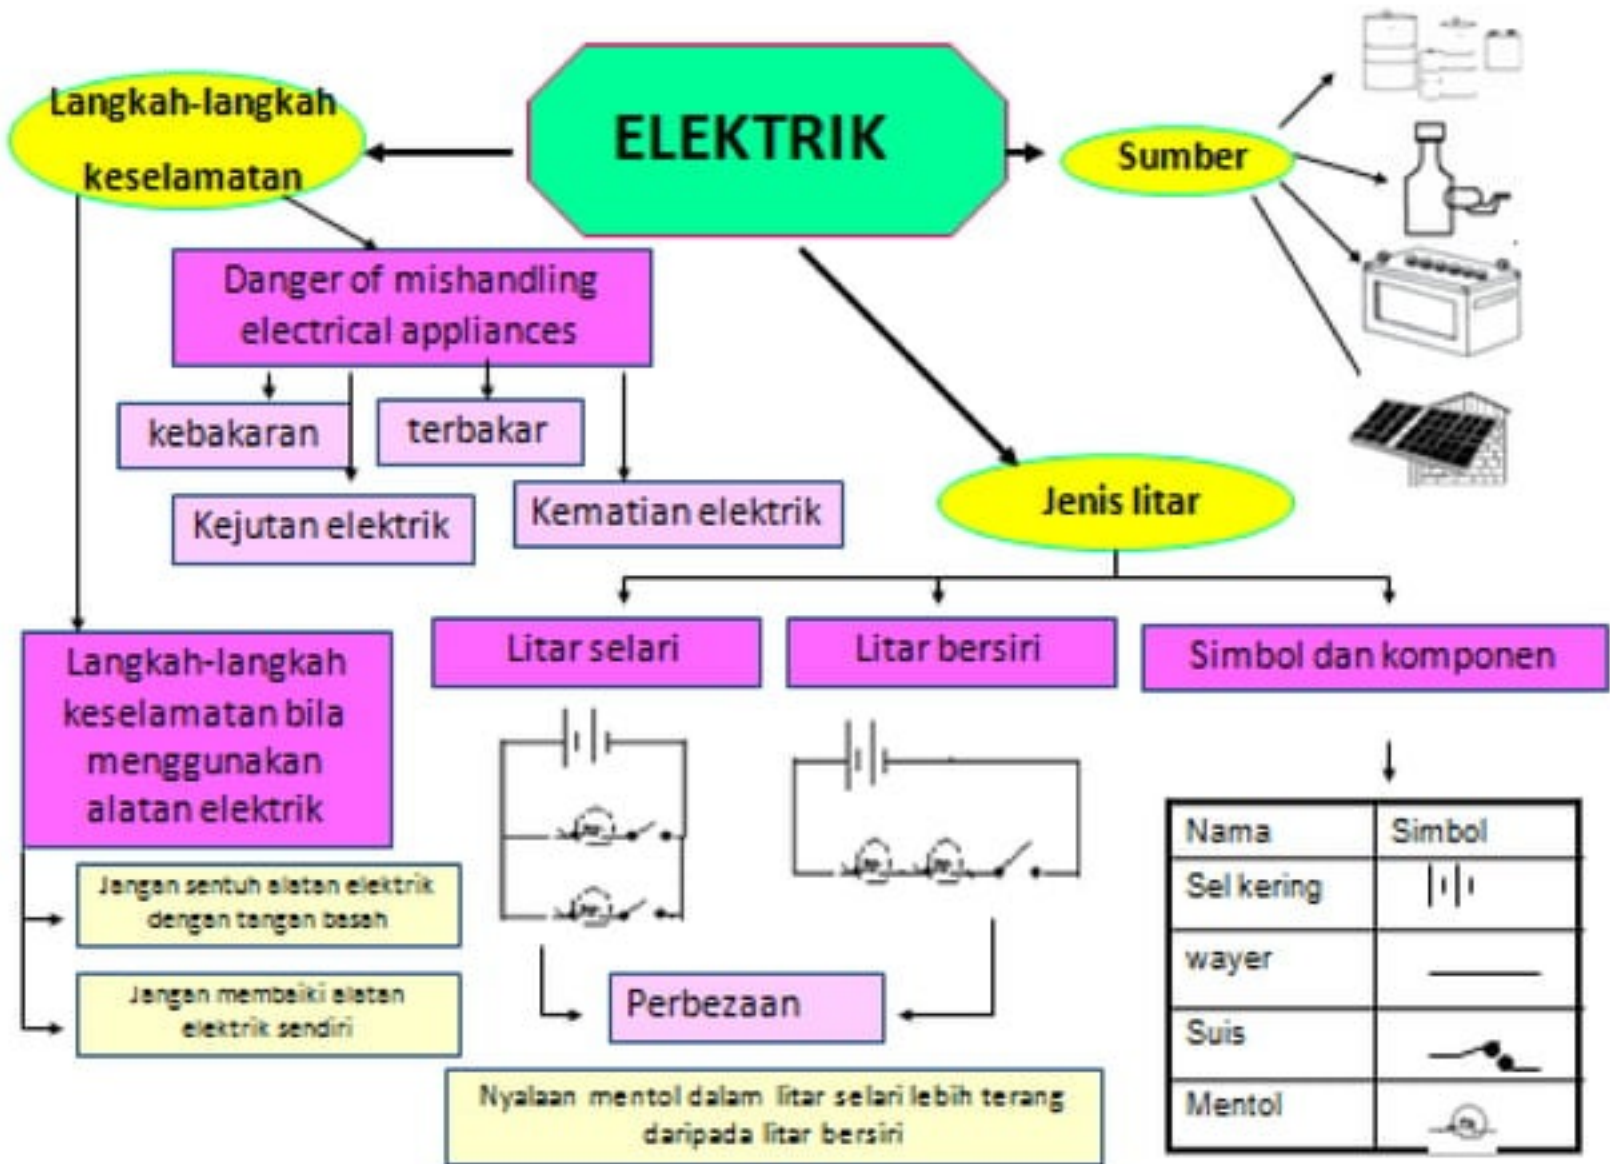 ELEKTRIK
Langkah-langkah
keselamatan
Sumber
Danger of mishandling
electrical appliances
kebakaran
terbakar
Kejutan elektrik
Kematian elektrik
Jenis litar
Langkah-langkah
keselamatan bila
menggunakan
alatan elektrik
Jangan sentuh alatan elektrik
dengan tangan basah
Jangan membaiki alatan
elektrik sendiri
Litar selari
Litar bersiri
Simbol dan komponen
Perbezaan
Nyalaan mentol dalam litar selari lebih terang
daripada litar bersiri
Nama Simbol
Sel kering
wayer
Suis
Mentol